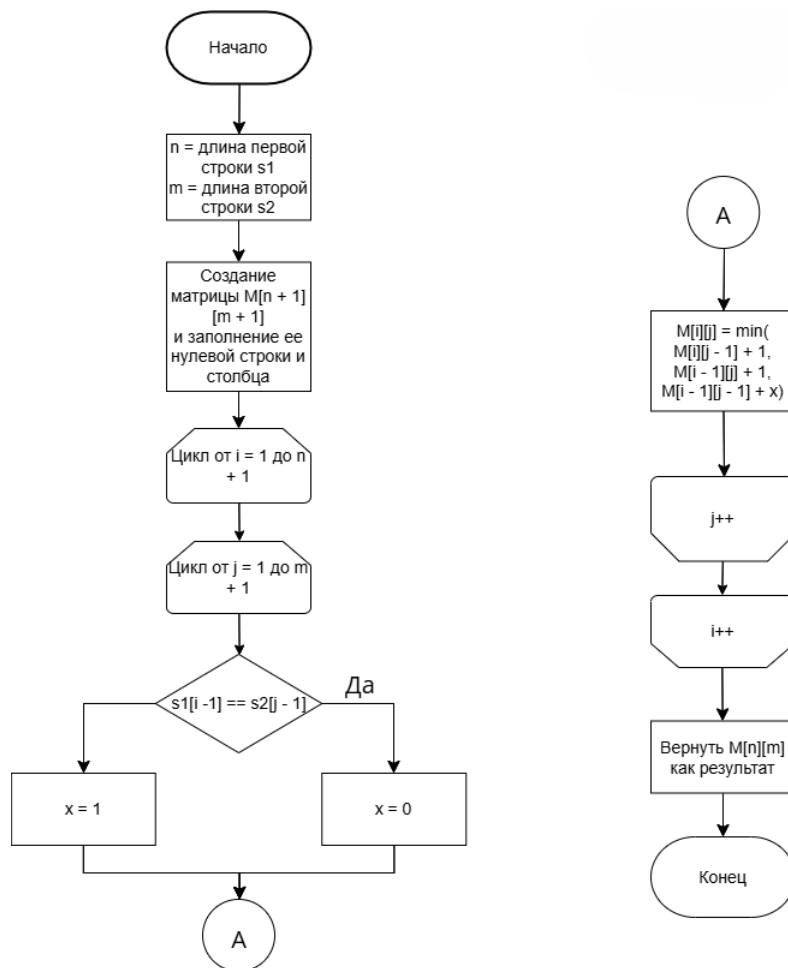 Начало
n = длина первой
строки s1
m = длина второй
строки s2
Создание
матрицы M[n + 1]
[m + 1]
и заполнение ее
нулевой строки и
столбца
Цикл от i = 1 до n
+ 1
Цикл от j = 1 до m
+ 1
s1[i -1] == s2[j - 1]
Да
x = 1
x = 0
А
А
M[i][j] = min(
M[i][j - 1] + 1,
M[i - 1][j] + 1,
M[i - 1][j - 1] + x)
j++
i++
Вернуть M[n][m]
как результат
Конец